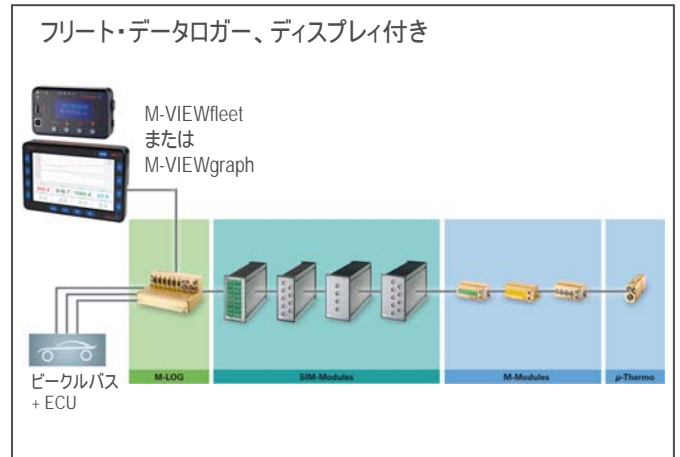 フリート・データロガー、ディスプレィ付き
M-VIEWfleet
または
M-VIEWgraph
ビークルバス
+ ECU
M-LOG
SIM-Modules
M-Modules
µ-Thermo